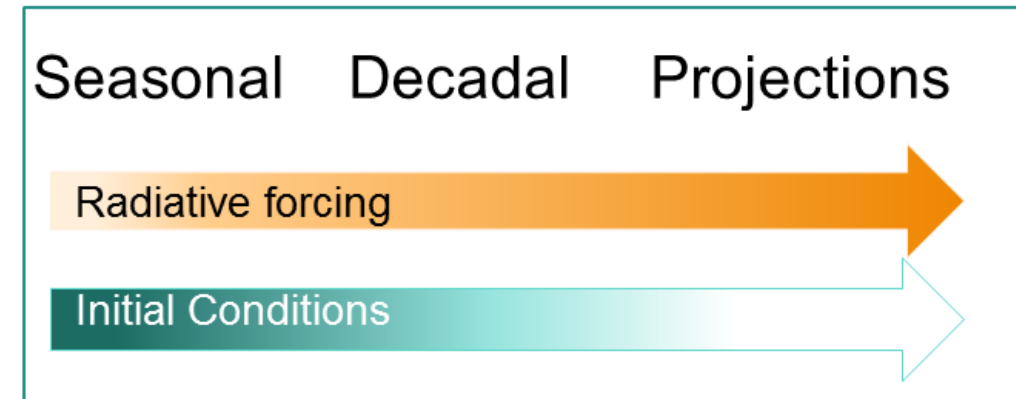 Seasonal Decadal Projections
Radiative forcing
Initial Conditions